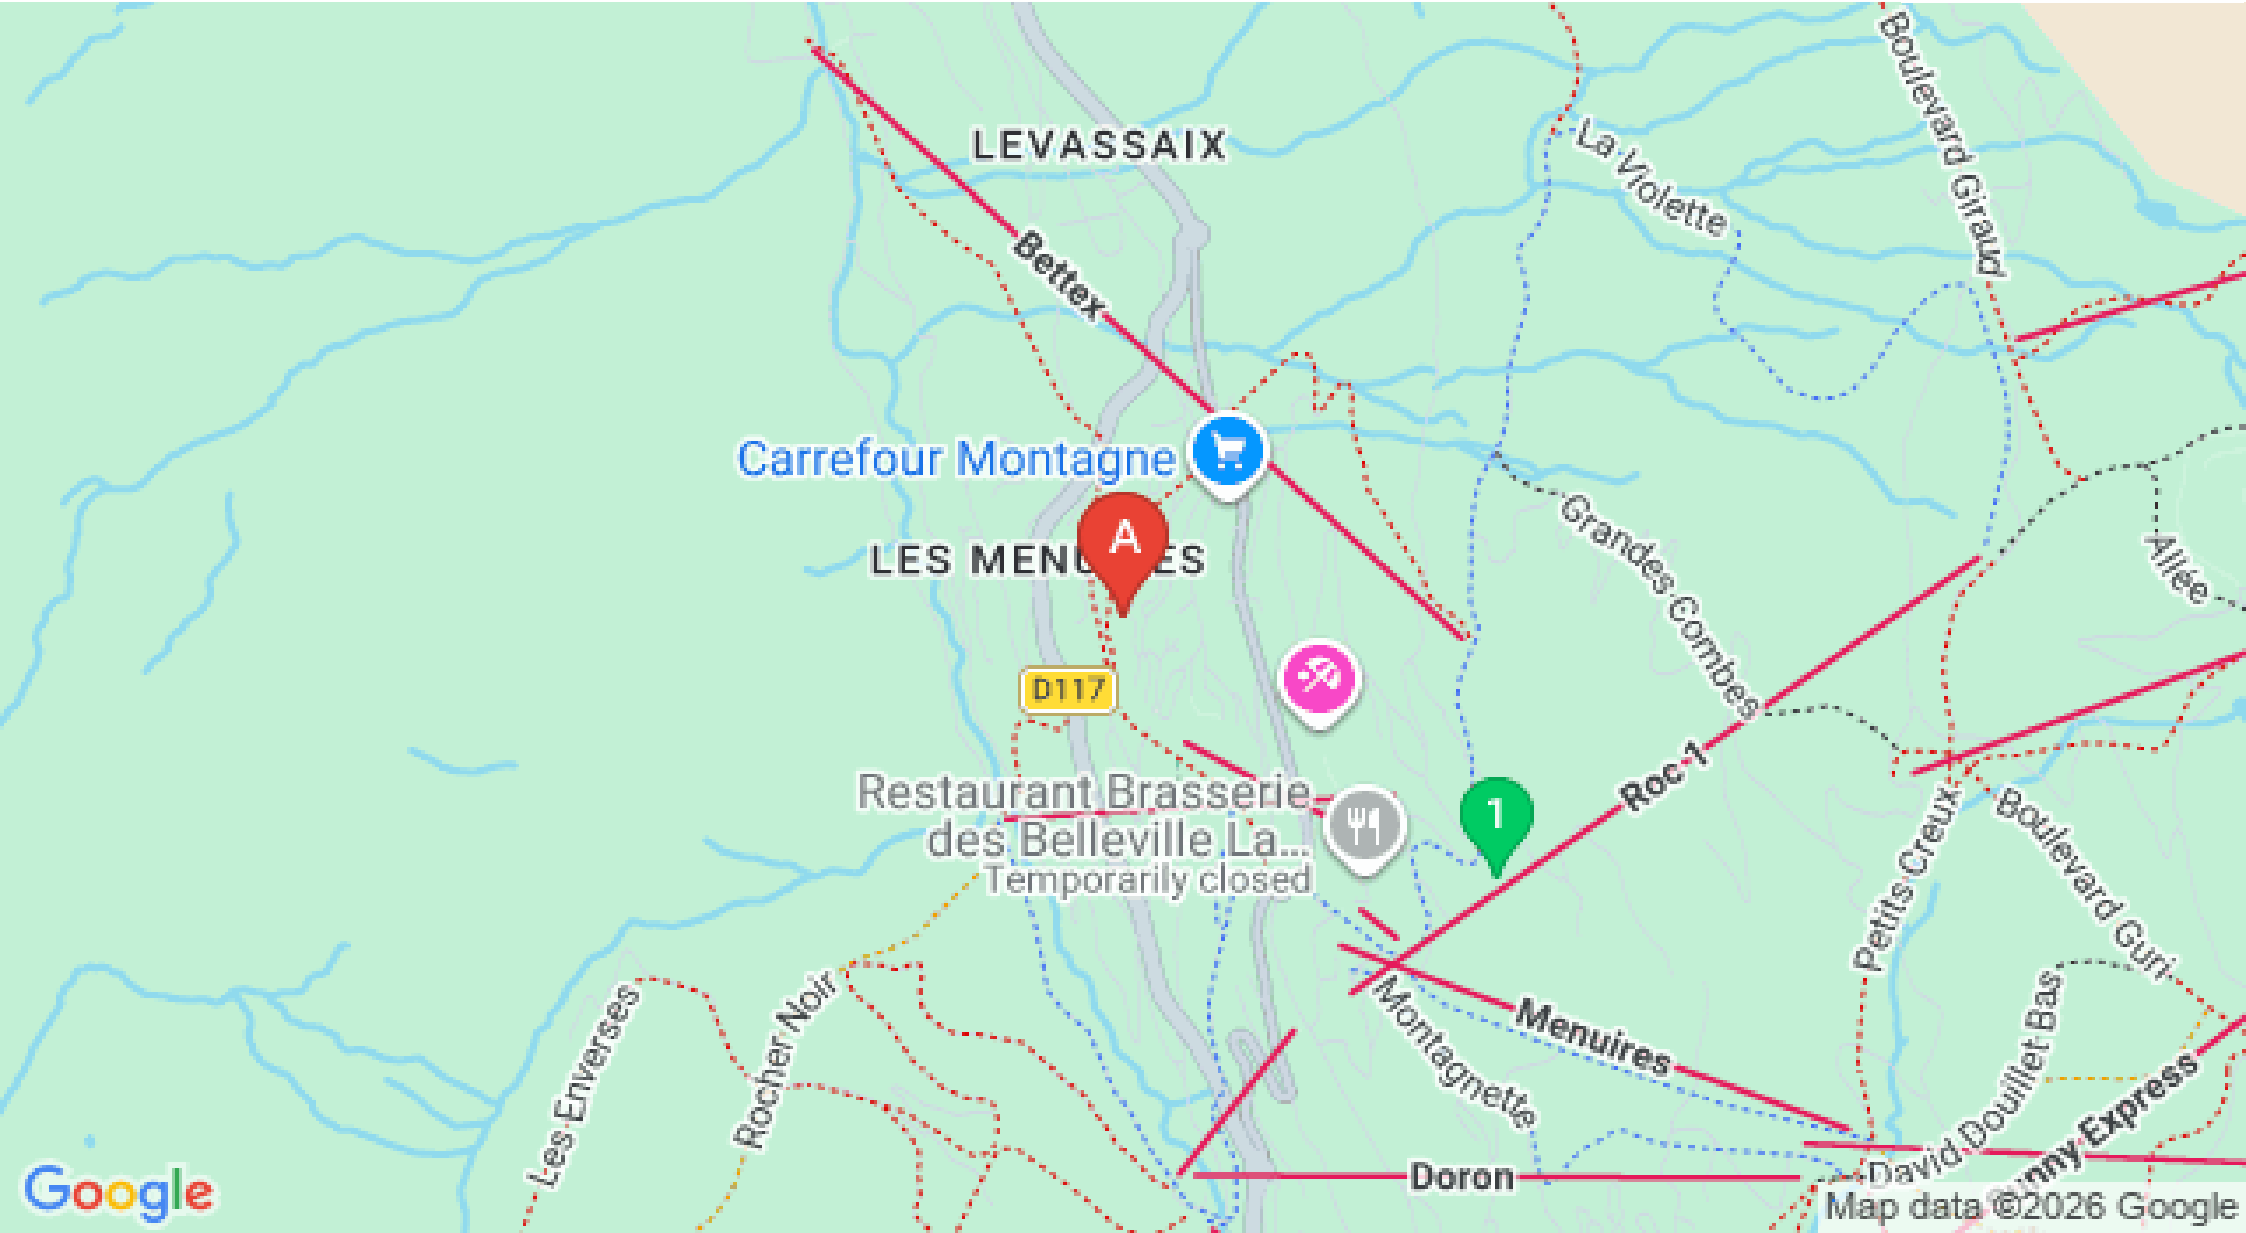 Boulevard Giraud
LEVASSAIX
La Violette
Bettex
Carrefour Montagne
A
LES MEN
ES
Grandes Combes
Allée
D117
Roc 1
Restaurant Brasserie
des Belleville La...
Temporarily closed
1
Petits Creux
Boulevard Guri
Les Enverses
Rocher Noir
Montagnette
Menuires
David Douillet Bas
Doron
Express
Google
Map data ©2026 Google